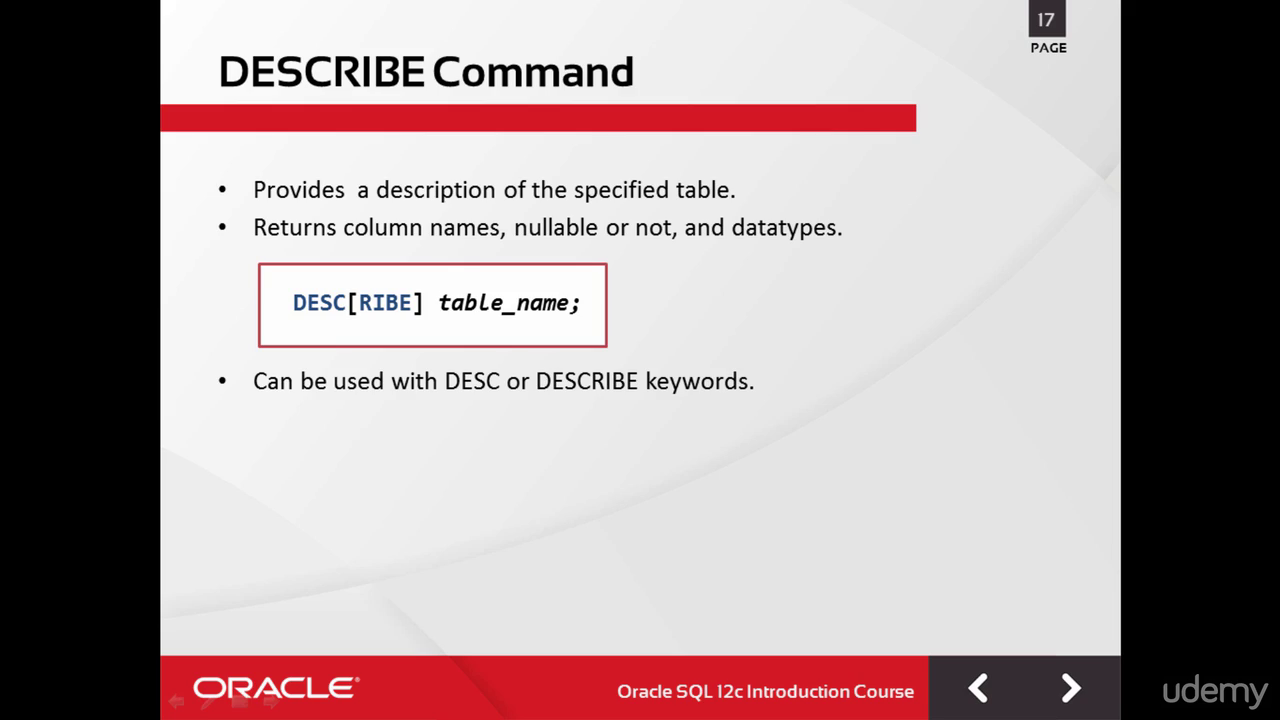 17
PAGE
DESCRIBE Command
• Provides a description of the specified table.
• Returns column names, nullable or not, and datatypes.
DESC[RIBE] table_name;
• Can be used with DESC or DESCRIBE keywords.
ORACLE®
Oracle SQL 12c Introduction Course
udemy